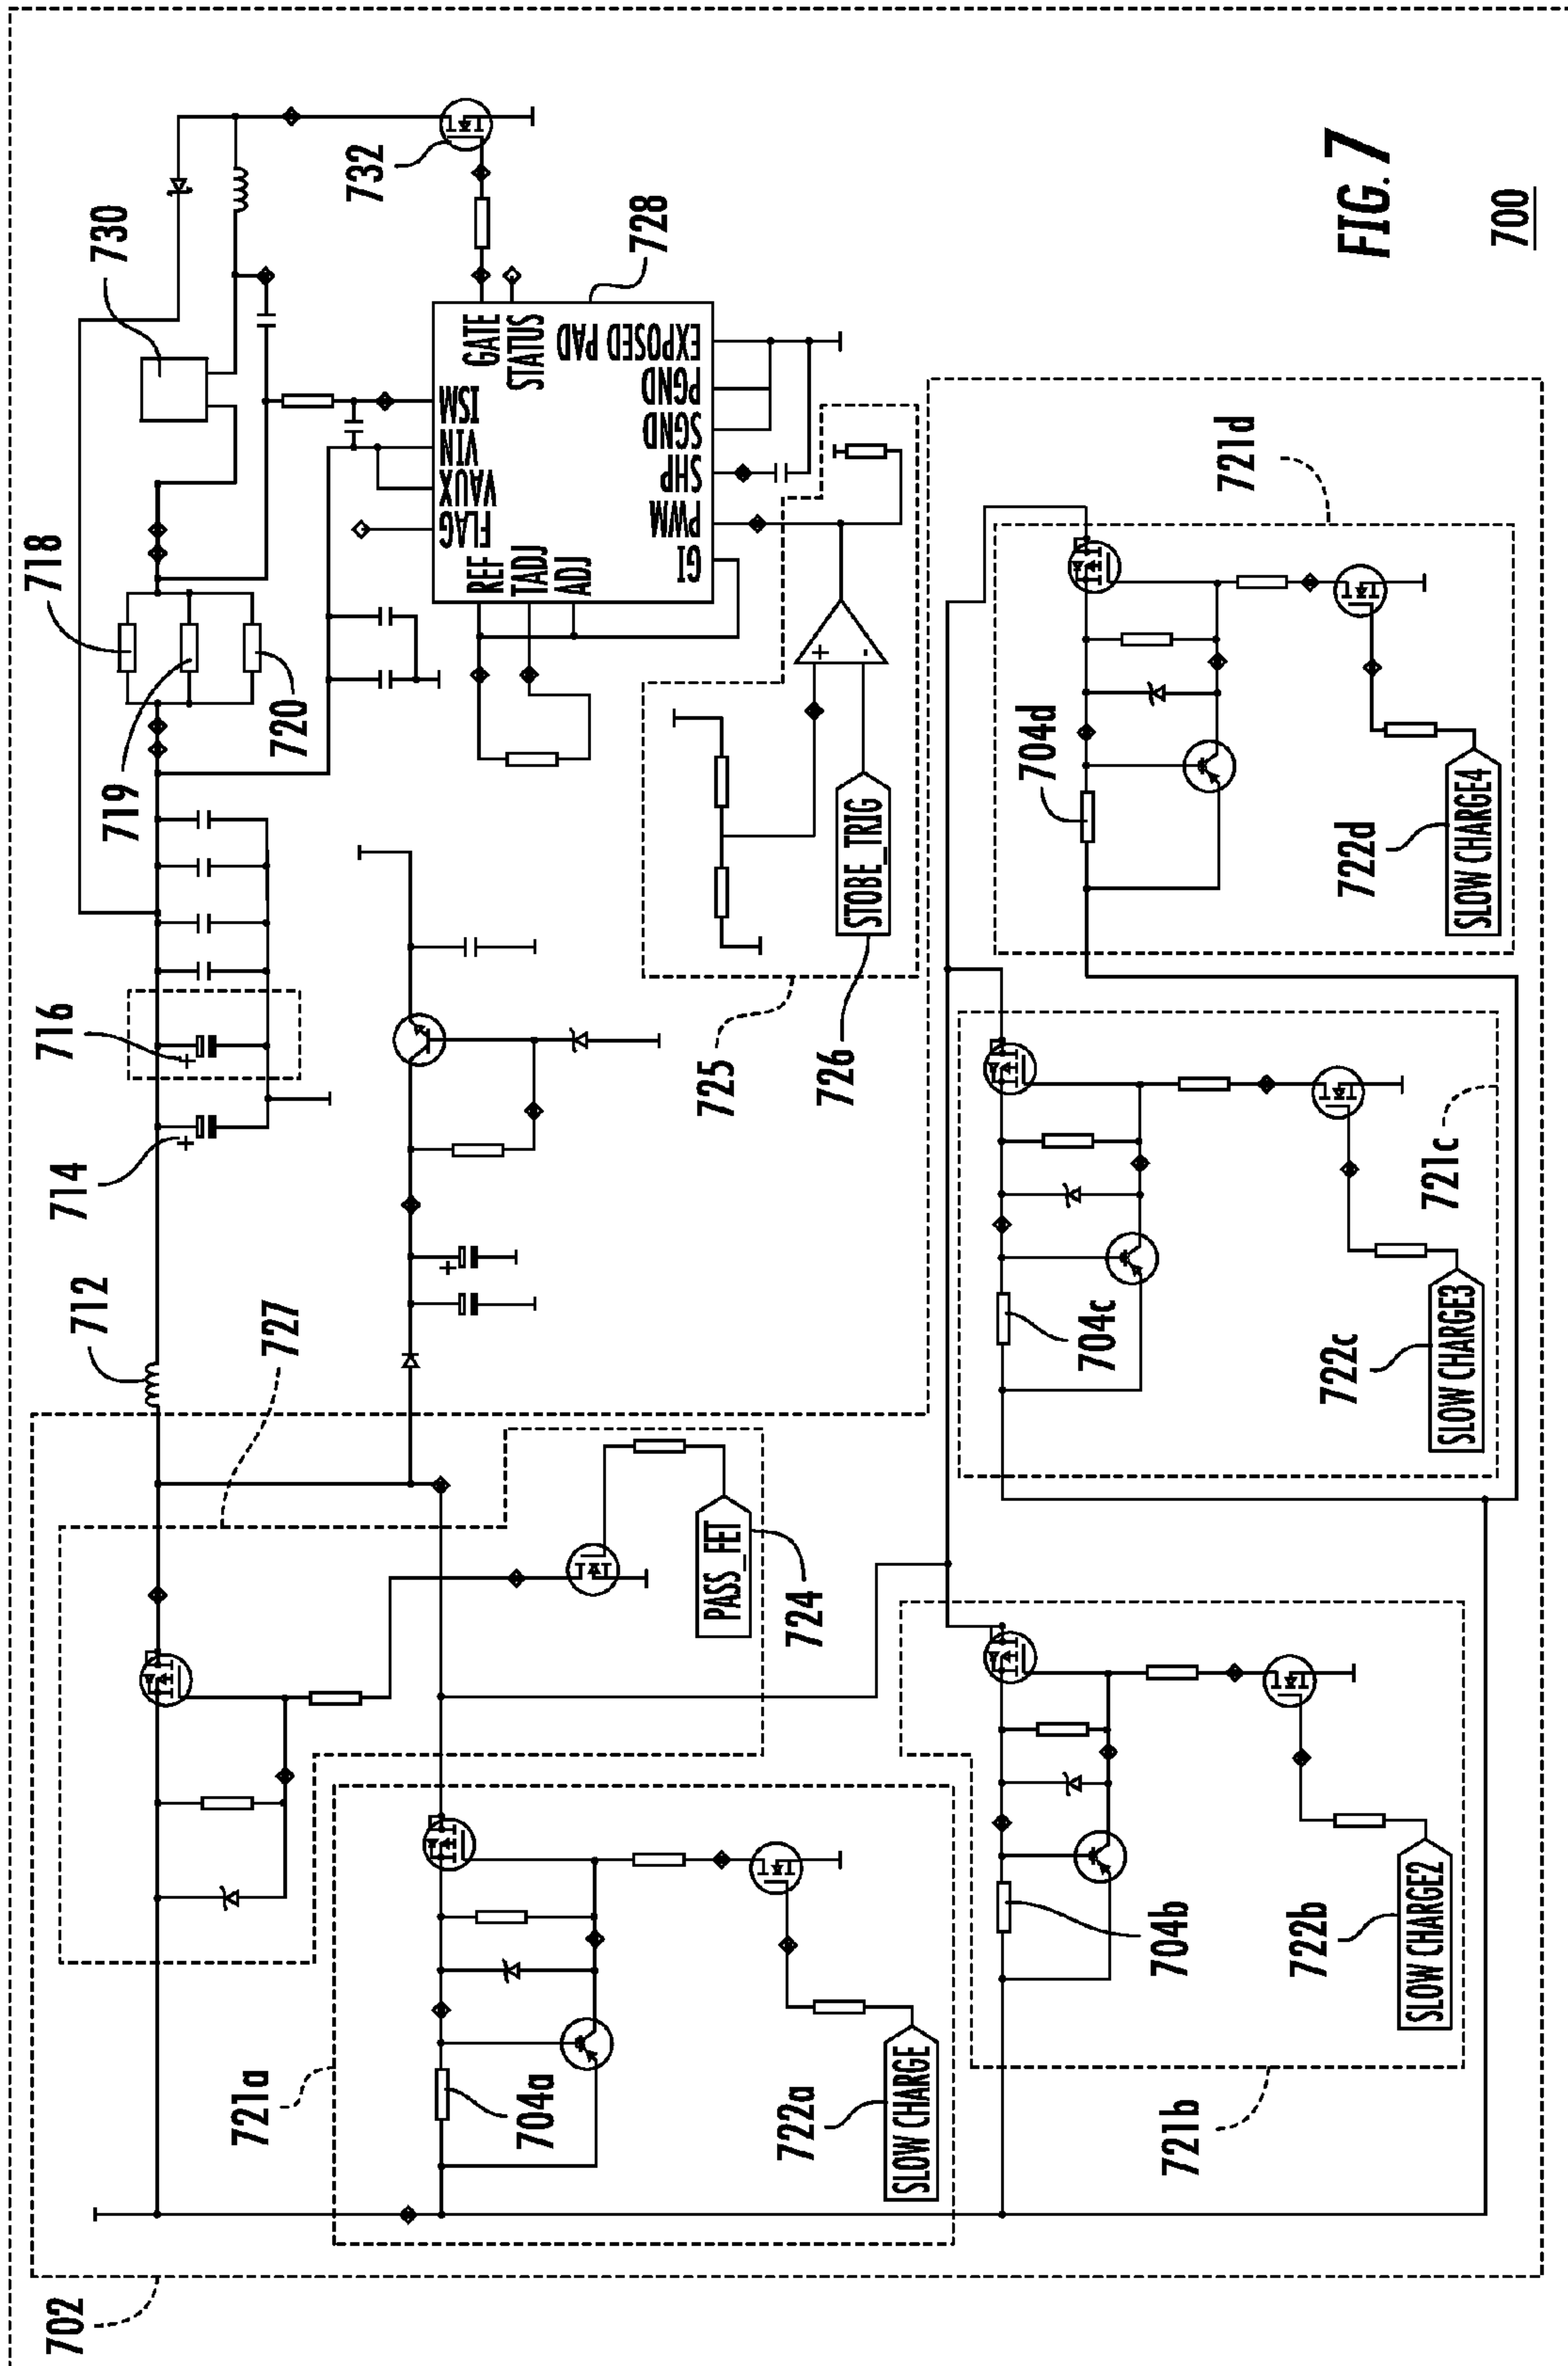 730
718
732
719
720
ISM
VIN
VAUX
FLAG
GATE
STATUS
728
REF
TADJ
ADJ
GI
PWM
SHP
SGND
PGND
EXPOSED PAD
716
+
714
+
712
727
+
725
+
-
STOBE_TRIG
726
PASS_FET
724
702
721a
704a
722a
SLOW CHARGE
721b
704b
722b
SLOW CHARGE2
721c
704c
722c
SLOW CHARGE3
721d
704d
722d
SLOW CHARGE4
FIG. 7
700